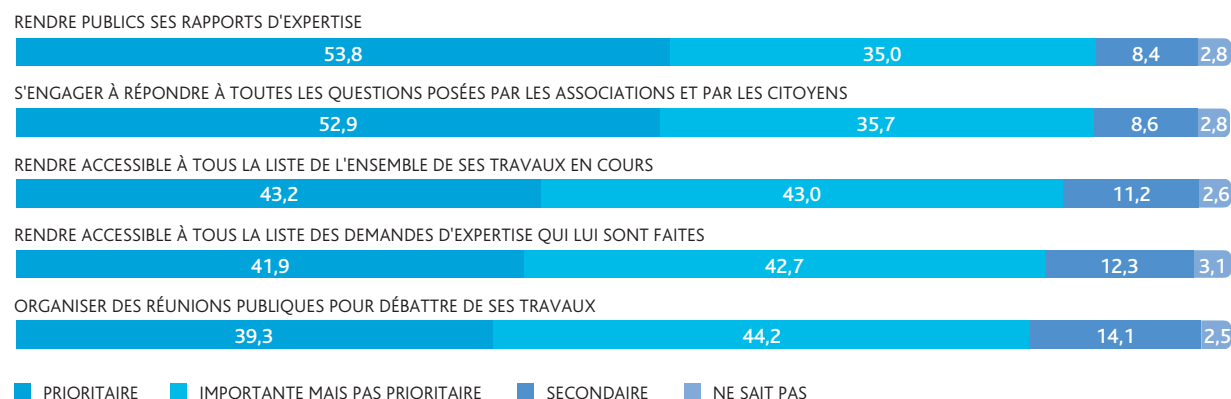 RENDRE PUBLICS SES RAPPORTS D'EXPERTISE
53,8 35,0 8,4 2,8
S'ENGAGER À RÉPONDRE À TOUTES LES QUESTIONS POSÉES PAR LES ASSOCIATIONS ET PAR LES CITOYENS
52,9 35,7 8,6 2,8
RENDRE ACCESSIBLE À TOUS LA LISTE DE L'ENSEMBLE DE SES TRAVAUX EN COURS
43,2 43,0 11,2 2,6
RENDRE ACCESSIBLE À TOUS LA LISTE DES DEMANDES D'EXPERTISE QUI LUI SONT FAITES
41,9 42,7 12,3 3,1
ORGANISER DES RÉUNIONS PUBLIQUES POUR DÉBATTRE DE SES TRAVAUX
39,3 44,2 14,1 2,5
PRIORITAIRE IMPORTANTE MAIS PAS PRIORITAIRE SECONDAIRE NE SAIT PAS